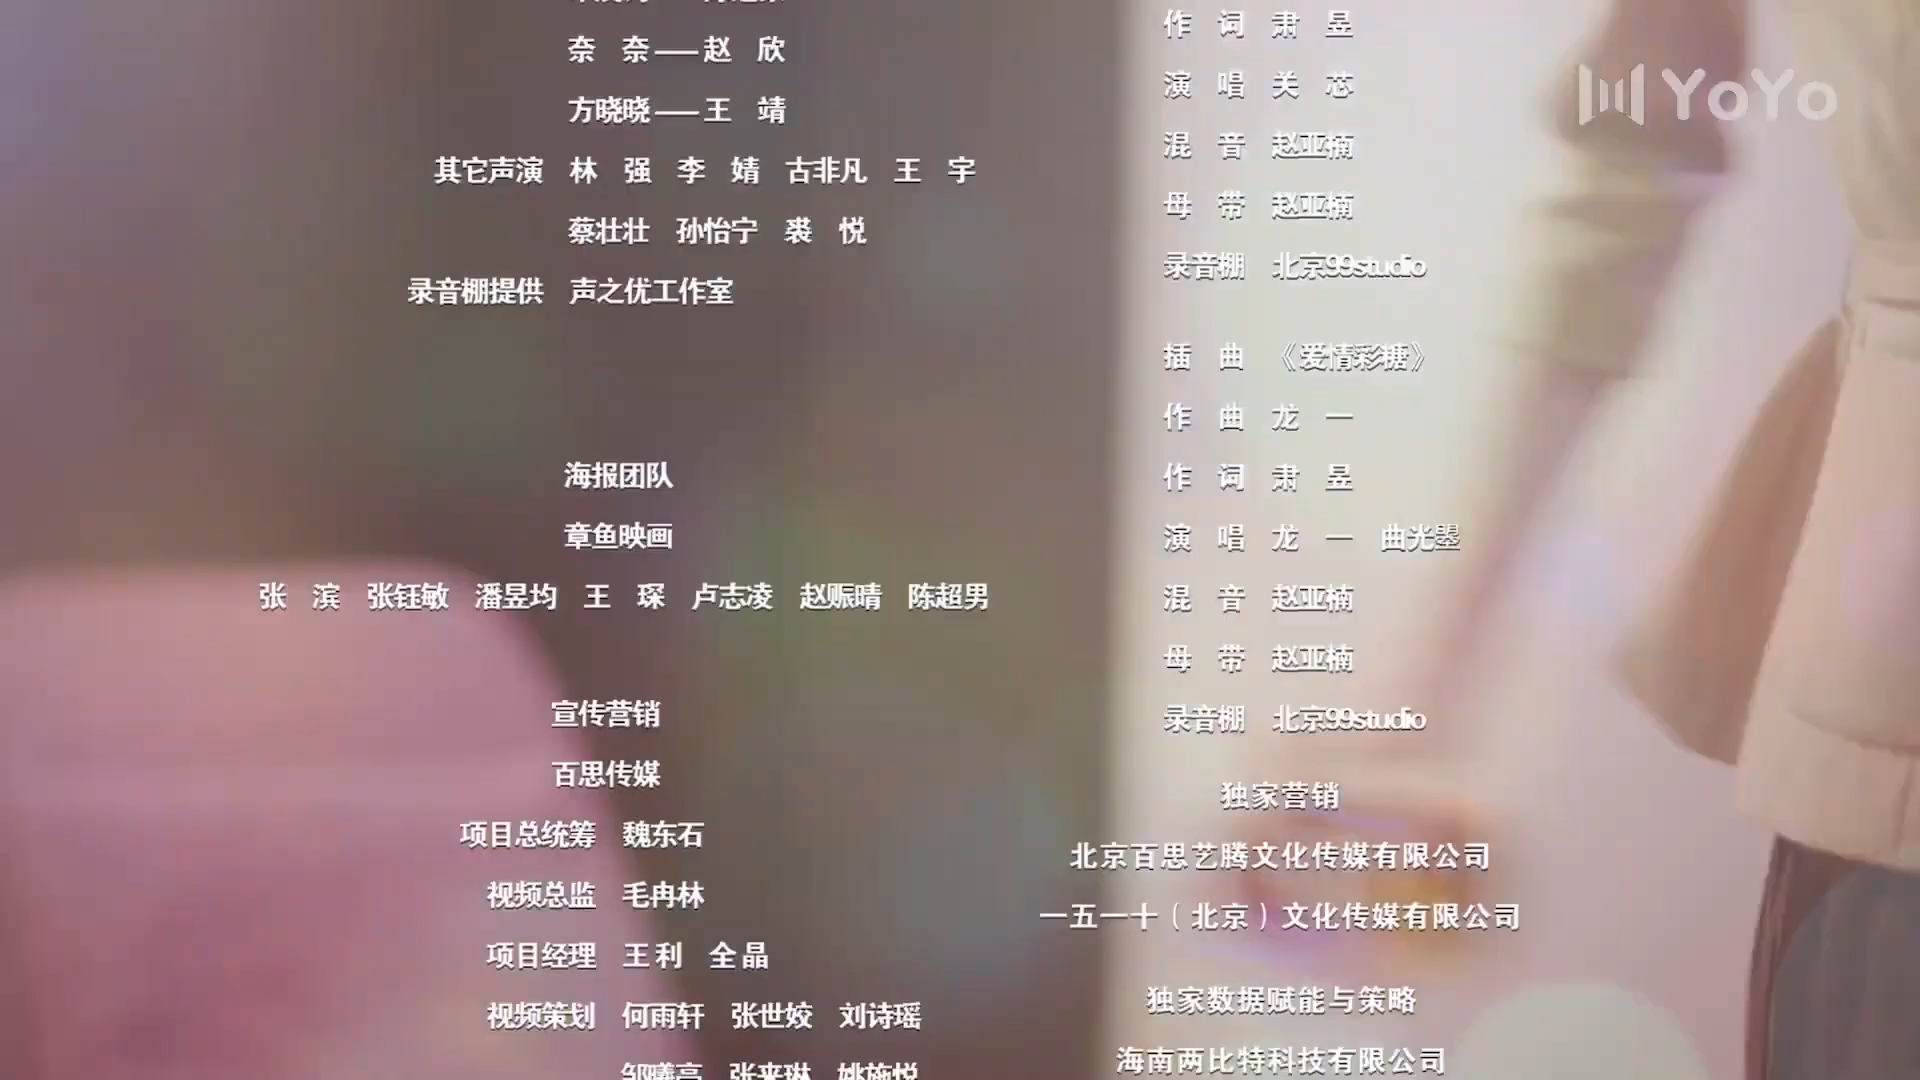 奈 奈——赵 欣
方晓晓——王 靖
其它声演 林 强 李 婧 古非凡 王 宇
蔡壮壮 孙怡宁 裘 悦
录音棚提供 声之优工作室
海报团队
章鱼映画
张 滨 张钰敏 潘昱均 王 琛 卢志凌 赵赈晴 陈超男
宣传营销
百思传媒
项目总统筹 魏东石
视频总监 毛冉林
项目经理 王利 全晶
视频策划 何雨轩 张世姣 刘诗瑶
邹曦亮 张来琳 姚施悦
作 词 肃 昱
演 唱 关 芯
混 音 赵亚楠
母 带 赵亚楠
录音棚 北京99studio
插 曲 《爱情彩糖》
作 曲 龙 一
作 词 肃 昱
演 唱 龙 一 曲光曌
混 音 赵亚楠
母 带 赵亚楠
录音棚 北京99studio
独家营销
北京百思艺腾文化传媒有限公司
一五一十（北京）文化传媒有限公司
独家数据赋能与策略
海南两比特科技有限公司
YoYo